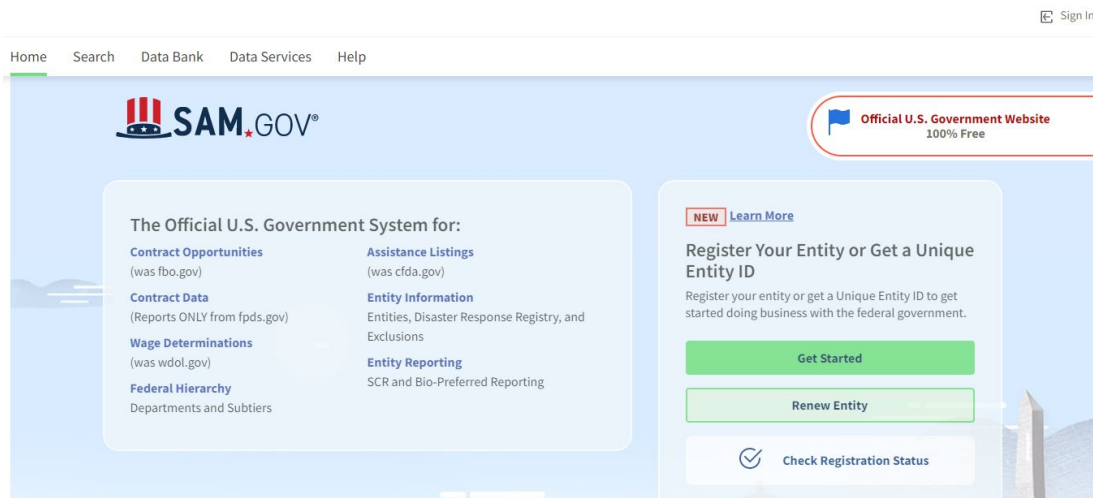 Sign In
Home Search Data Bank Data Services Help
SAM.GOV®
Official U.S. Government Website
100% Free
The Official U.S. Government System for:
Contract Opportunities
(was fbo.gov)
Contract Data
(Reports ONLY from fpds.gov)
Wage Determinations
(was wdol.gov)
Federal Hierarchy
Departments and Subtiers
Assistance Listings
(was cfda.gov)
Entity Information
Entities, Disaster Response Registry, and
Exclusions
Entity Reporting
SCR and Bio-Preferred Reporting
NEW Learn More
Register Your Entity or Get a Unique
Entity ID
Register your entity or get a Unique Entity ID to get
started doing business with the federal government.
Get Started
Renew Entity
Check Registration Status